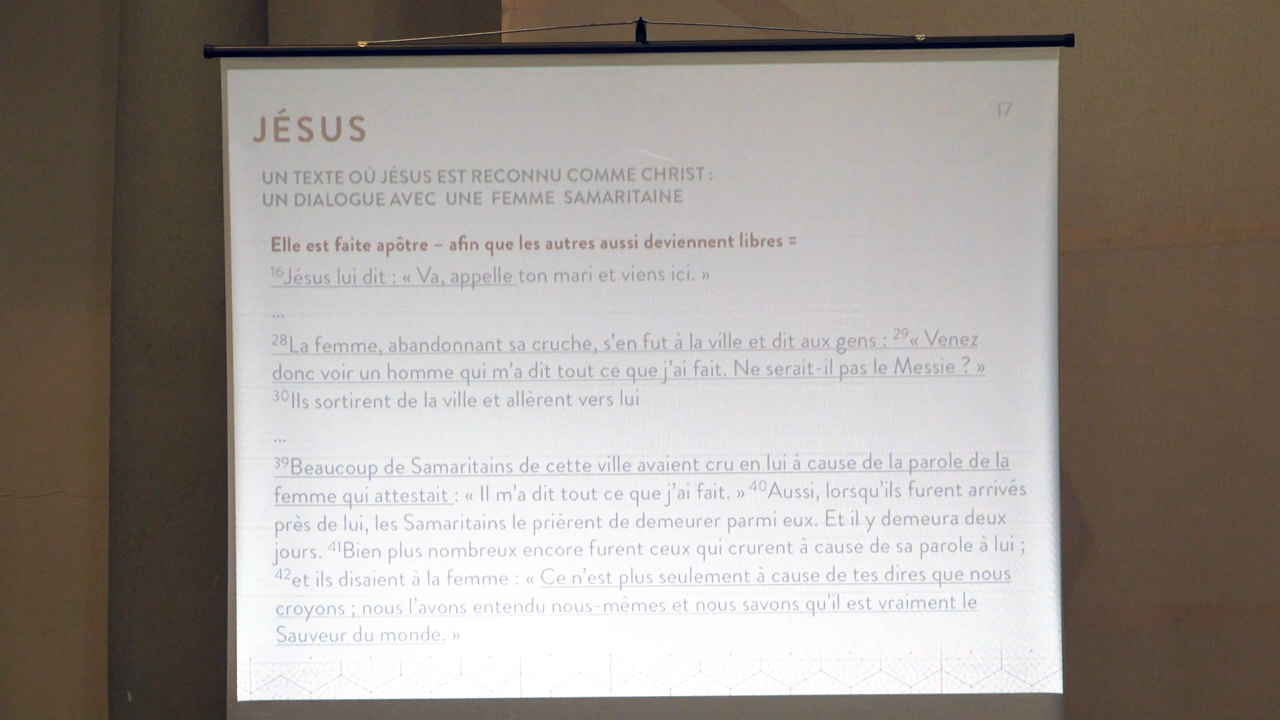 17
JÉSUS
UN TEXTE OÙ JÉSUS EST RECONNU COMME CHRIST :
UN DIALOGUE AVEC UNE FEMME SAMARITAINE
Elle est faite apôtre – afin que les autres aussi deviennent libres =
16Jésus lui dit : « Va, appelle ton mari et viens ici. »
...
28La femme, abandonnant sa cruche, s'en fut à la ville et dit aux gens : 29« Venez
donc voir un homme qui m'a dit tout ce que j'ai fait. Ne serait-il pas le Messie ? »
30Ils sortirent de la ville et allèrent vers lui
...
39Beaucoup de Samaritains de cette ville avaient cru en lui à cause de la parole de la
femme qui attestait : « Il m'a dit tout ce que j'ai fait. » 40Aussi, lorsqu'ils furent arrivés
près de lui, les Samaritains le prièrent de demeurer parmi eux. Et il y demeura deux
jours. 41Bien plus nombreux encore furent ceux qui crurent à cause de sa parole à lui ;
42et ils disaient à la femme : « Ce n'est plus seulement à cause de tes dires que nous
croyons ; nous l'avons entendu nous-mêmes et nous savons qu'il est vraiment le
Sauveur du monde. »